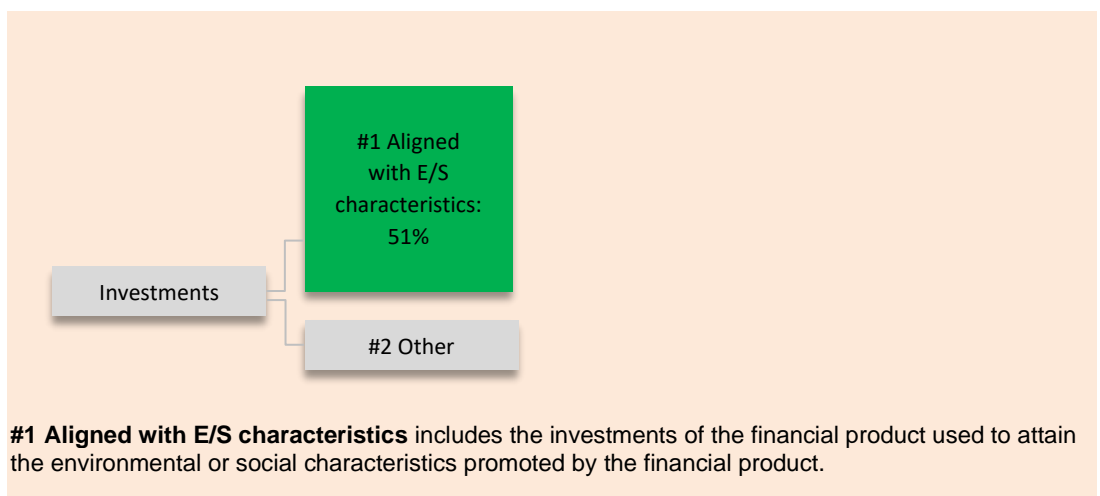 #1 Aligned
with E/S
characteristics:
51%
Investments
#2 Other
#1 Aligned with E/S characteristics includes the investments of the financial product used to attain
the environmental or social characteristics promoted by the financial product.